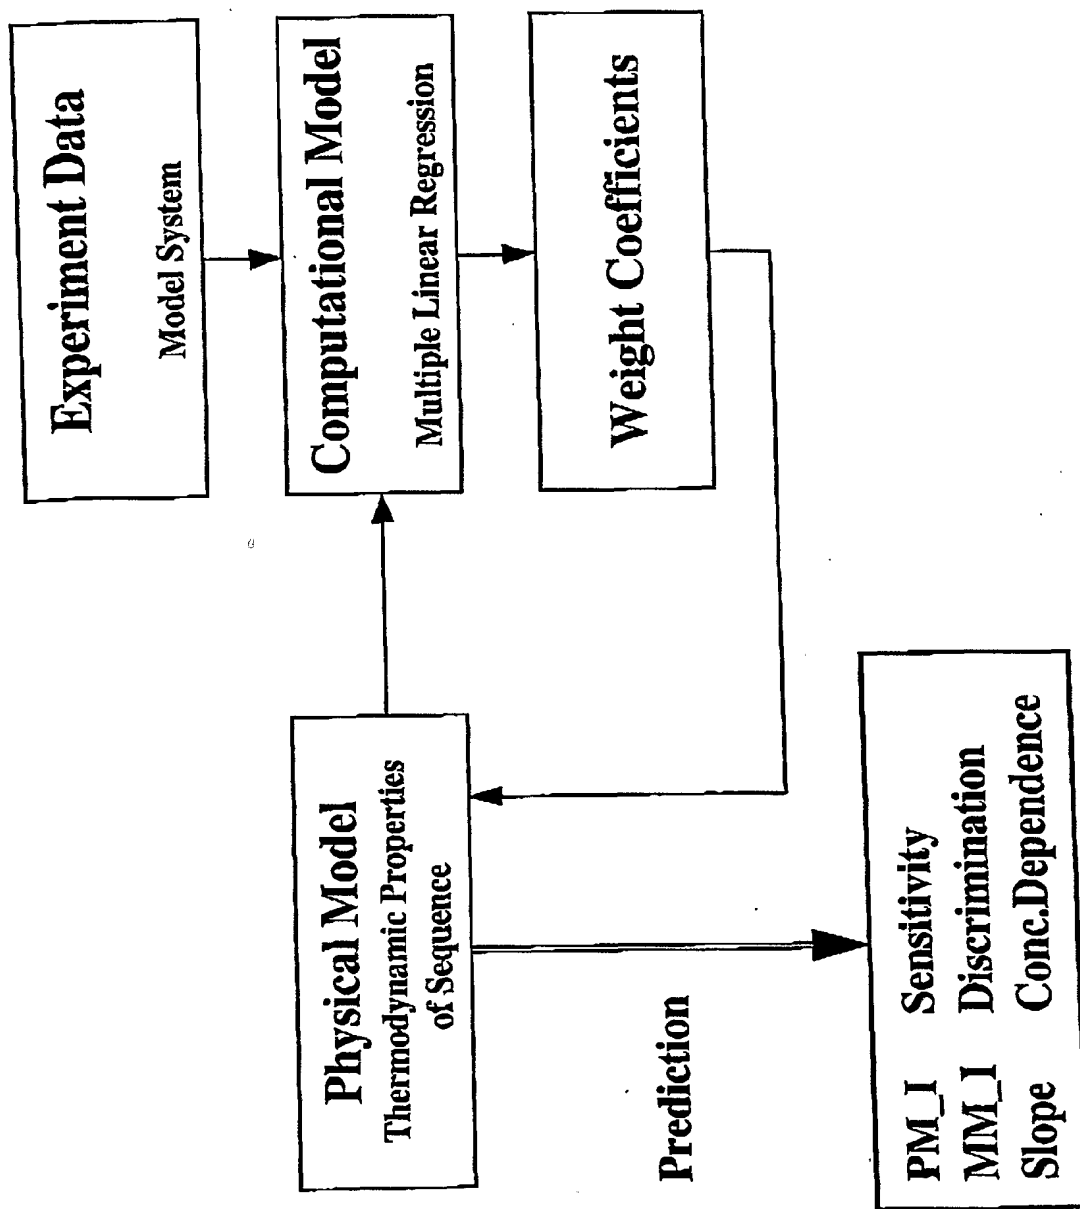 Experiment Data
Model System
Computational Model
Multiple Linear Regression
Weight Coefficients
Physical Model
Thermodynamic Properties
of Sequence
Prediction
PM_I Sensitivity
MM_I Discrimination
Slope Conc.Dependence